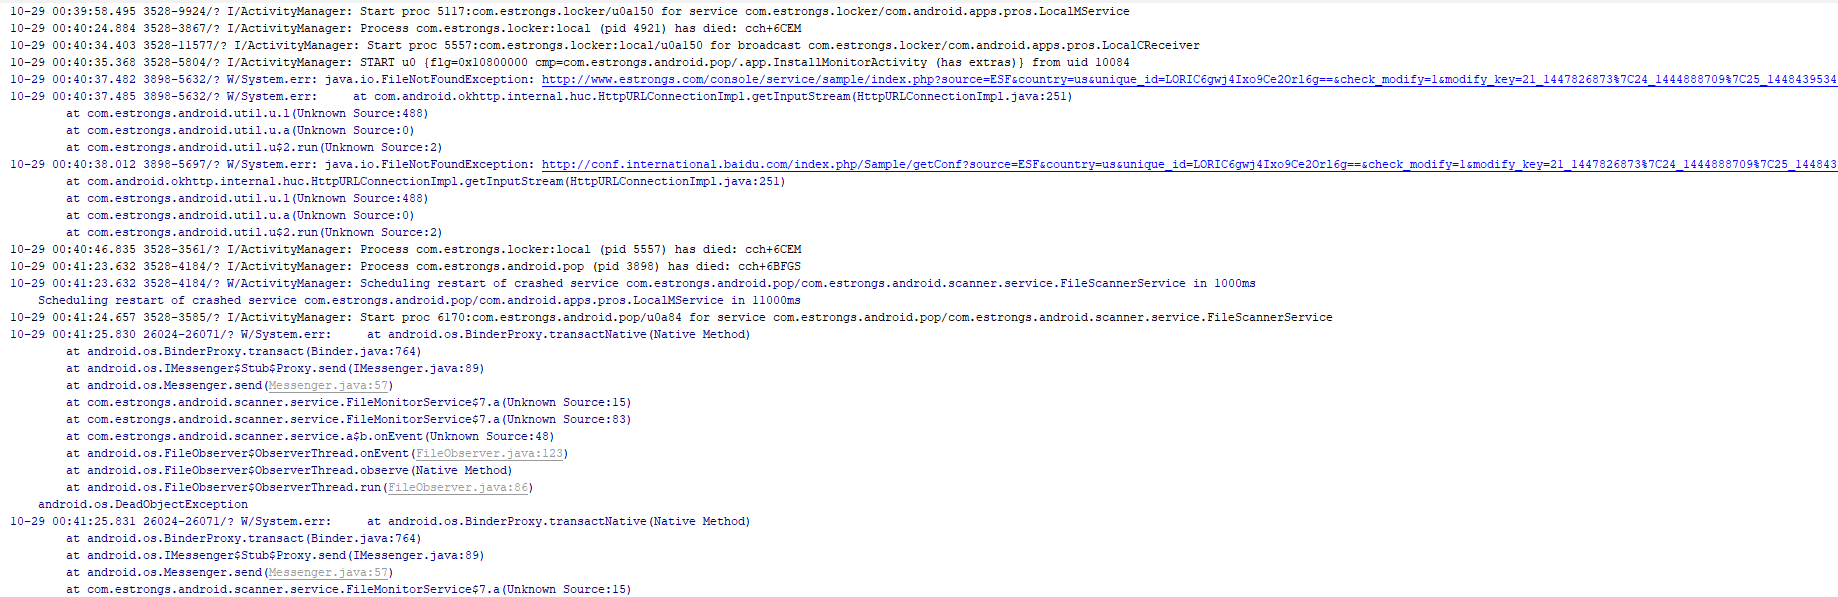 10-29 00:39:58.495 3528-9924/? I/ActivityManager: Start proc 5117:com.estrongs.locker/u0a150 for service com.estrongs.locker/com.android.apps.pros.LocalMService
10-29 00:40:24.884 3528-3867/? I/ActivityManager: Process com.estrongs.locker:local (pid 4921) has died: cch+6CEM
10-29 00:40:34.403 3528-11577/? I/ActivityManager: Start proc 5557:com.estrongs.locker:local/u0a150 for broadcast com.estrongs.locker/com.android.apps.pros.LocalCReceiver
10-29 00:40:35.368 3528-5804/? I/ActivityManager: START u0 {flg=0x10800000 cmp=com.estrongs.android.pop/.app.InstallMonitorActivity (has extras)} from uid 10084
10-29 00:40:37.482 3898-5632/? W/System.err: java.io.FileNotFoundException: http://www.estrongs.com/console/service/sample/index.php?source=ESF&country=us&unique_id=LORIC6gwj4Ixo9Ce2Orl6g==&check_modify=1&modify_key=21_1447826873%7C24_1444888709%7C25_1448439534
10-29 00:40:37.485 3898-5632/? W/System.err:     at com.android.okhttp.internal.huc.HttpURLConnectionImpl.getInputStream(HttpURLConnectionImpl.java:251)
at com.estrongs.android.util.u.l(Unknown Source:488)
at com.estrongs.android.util.u.a(Unknown Source:0)
at com.estrongs.android.util.u$2.run(Unknown Source:2)
10-29 00:40:38.012 3898-5697/? W/System.err: java.io.FileNotFoundException: http://conf.international.baidu.com/index.php/Sample/getConf?source=ESF&country=us&unique_id=LORIC6gwj4Ixo9Ce2Orl6g==&check_modify=1&modify_key=21_1447826873%7C24_1444888709%7C25_144843
at com.android.okhttp.internal.huc.HttpURLConnectionImpl.getInputStream(HttpURLConnectionImpl.java:251)
at com.estrongs.android.util.u.l(Unknown Source:488)
at com.estrongs.android.util.u.a(Unknown Source:0)
at com.estrongs.android.util.u$2.run(Unknown Source:2)
10-29 00:40:46.835 3528-3561/? I/ActivityManager: Process com.estrongs.locker:local (pid 5557) has died: cch+6CEM
10-29 00:41:23.632 3528-4184/? I/ActivityManager: Process com.estrongs.android.pop (pid 3898) has died: cch+6BFGS
10-29 00:41:23.632 3528-4184/? W/ActivityManager: Scheduling restart of crashed service com.estrongs.android.pop/com.estrongs.android.scanner.service.FileScannerService in 1000ms
Scheduling restart of crashed service com.estrongs.android.pop/com.android.apps.pros.LocalMService in 11000ms
10-29 00:41:24.657 3528-3585/? I/ActivityManager: Start proc 6170:com.estrongs.android.pop/u0a84 for service com.estrongs.android.pop/com.estrongs.android.scanner.service.FileScannerService
10-29 00:41:25.830 26024-26071/? W/System.err:     at android.os.BinderProxy.transactNative(Native Method)
at android.os.BinderProxy.transact(Binder.java:764)
at android.os.IMessenger$Stub$Proxy.send(IMessenger.java:89)
at android.os.Messenger.send(Messenger.java:57)
at com.estrongs.android.scanner.service.FileMonitorService$7.a(Unknown Source:15)
at com.estrongs.android.scanner.service.FileMonitorService$7.a(Unknown Source:83)
at com.estrongs.android.scanner.service.a$b.onEvent(Unknown Source:48)
at android.os.FileObserver$ObserverThread.onEvent(FileObserver.java:123)
at android.os.FileObserver$ObserverThread.observe(Native Method)
at android.os.FileObserver$ObserverThread.run(FileObserver.java:86)
android.os.DeadObjectException
10-29 00:41:25.831 26024-26071/? W/System.err:     at android.os.BinderProxy.transactNative(Native Method)
at android.os.BinderProxy.transact(Binder.java:764)
at android.os.IMessenger$Stub$Proxy.send(IMessenger.java:89)
at android.os.Messenger.send(Messenger.java:57)
at com.estrongs.android.scanner.service.FileMonitorService$7.a(Unknown Source:15)